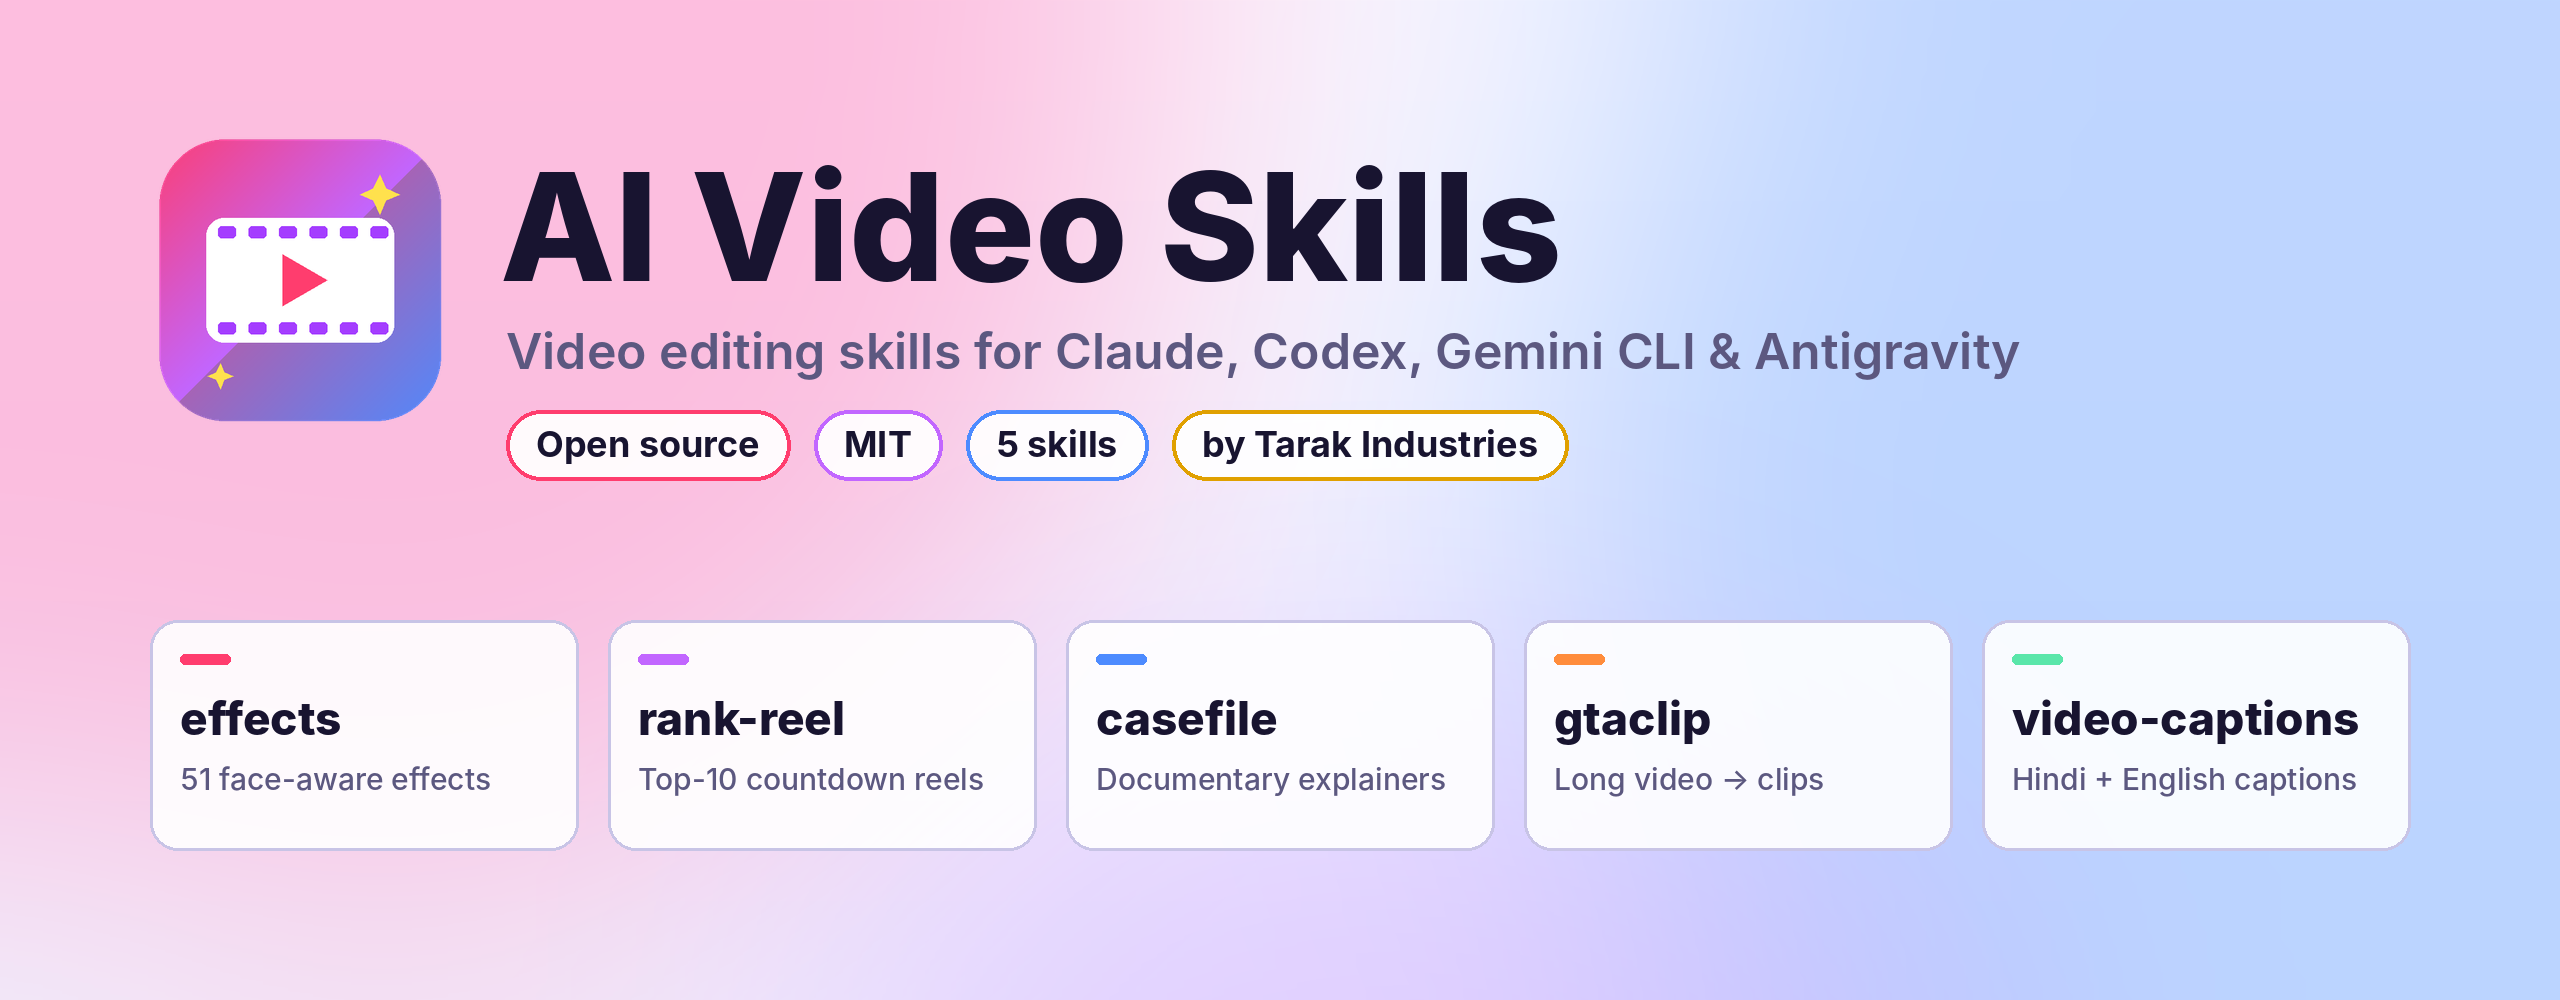 AI Video Skills
Video editing skills for Claude, Codex, Gemini CLI & Antigravity
Open source
MIT
5 skills
by Tarak Industries
effects
51 face-aware effects
rank-reel
Top-10 countdown reels
casefile
Documentary explainers
gtaclip
Long video → clips
video-captions
Hindi + English captions